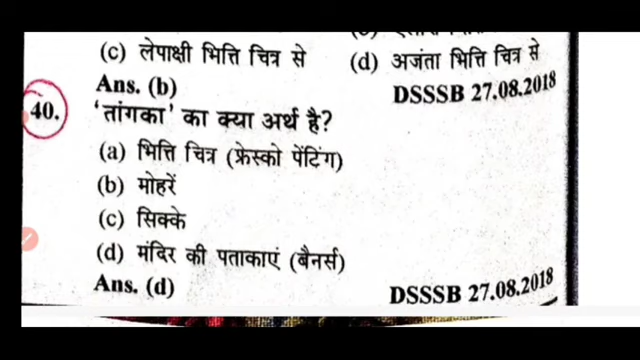 (c) लेपाक्षी भित्ति चित्र से (d) अजंता भित्ति चित्र से
Ans. (b) DSSSB 27.08.2018
40. ‘तांगका’ का क्या अर्थ है?
(a) भित्ति चित्र (फ्रेस्को पेंटिंग)
(b) मोहरें
(c) सिक्के
(d) मंदिर की पताकाएं (बैनर्स)
Ans. (d) DSSSB 27.08.2018